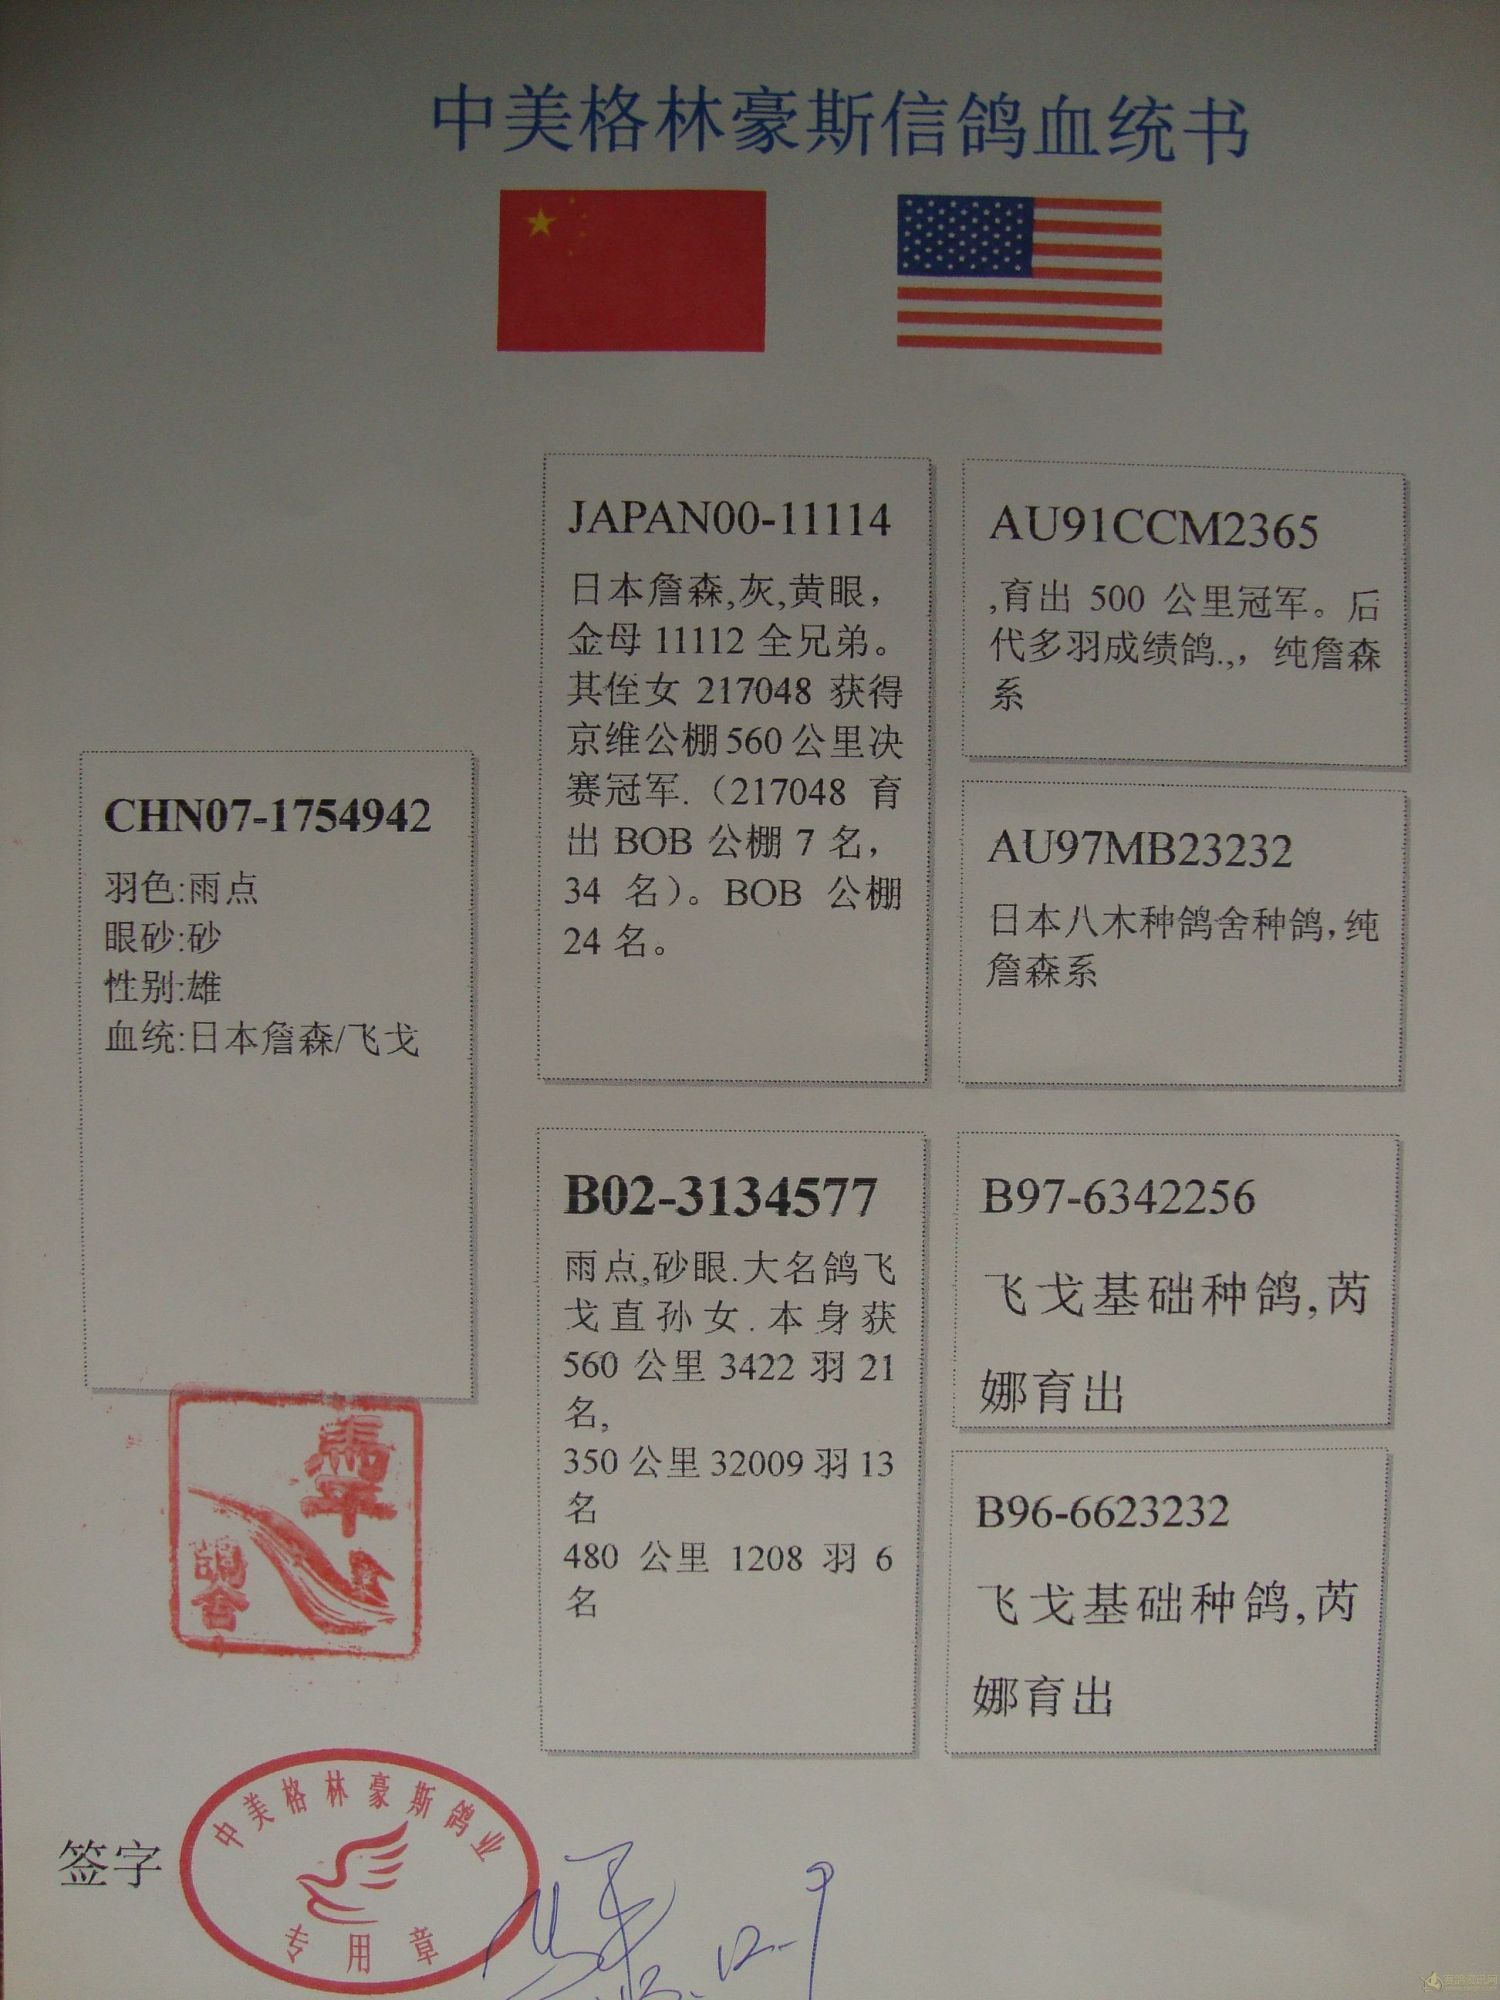 中美格林豪斯信鸽血统书
CHN07-1754942
羽色:雨点
眼砂:砂
性别:雄
血统:日本詹森/飞戈
JAPAN00-11114
日本詹森,灰,黄眼，
金母 11112 全兄弟。
其侄女 217048 获得
京维公棚 560 公里决
赛冠军.（217048 育
出 BOB 公棚 7 名，
34 名）。BOB 公棚
24 名。
AU91CCM2365
,育出 500 公里冠军。后
代多羽成绩鸽.,，纯詹森
系
AU97MB23232
日本八木种鸽舍种鸽，纯
詹森系
B02-3134577
雨点,砂眼.大名鸽飞
戈直孙女.本身获
560 公里 3422 羽 21
名,
350 公里 32009 羽 13
名
480 公里 1208 羽 6
名
B97-6342256
飞戈基础种鸽,芮
娜育出
B96-6623232
飞戈基础种鸽,芮
娜育出
鸽舍
签字
中美格林豪斯鸽业
专用章